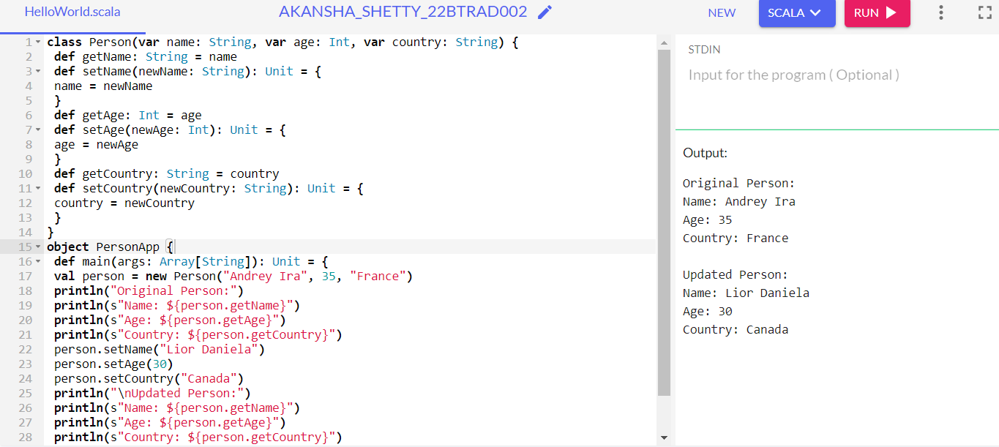 HelloWorld.scala
AKANSHA_SHETTY_22BTRAD002
NEW
SCALA
RUN
1 class Person(var name: String, var age: Int, var country: String) {
2 def getName: String = name
3 def setName(newName: String): Unit = {
4 name = newName
5 }
6 def getAge: Int = age
7 def setAge(newAge: Int): Unit = {
8 age = newAge
9 }
10 def getCountry: String = country
11 def setCountry(newCountry: String): Unit = {
12 country = newCountry
13 }
14 }
15 object PersonApp {
16 def main(args: Array[String]): Unit = {
17 val person = new Person("Andrey Ira", 35, "France")
18 println("Original Person:")
19 println(s"Name: ${person.getName}")
20 println(s"Age: ${person.getAge}")
21 println(s"Country: ${person.getCountry}")
22 person.setName("Lior Daniela")
23 person.setAge(30)
24 person.setCountry("Canada")
25 println("\nUpdated Person:")
26 println(s"Name: ${person.getName}")
27 println(s"Age: ${person.getAge}")
28 println(s"Country: ${person.getCountry}")
STDIN
Input for the program ( Optional )
Output:
Original Person:
Name: Andrey Ira
Age: 35
Country: France
Updated Person:
Name: Lior Daniela
Age: 30
Country: Canada